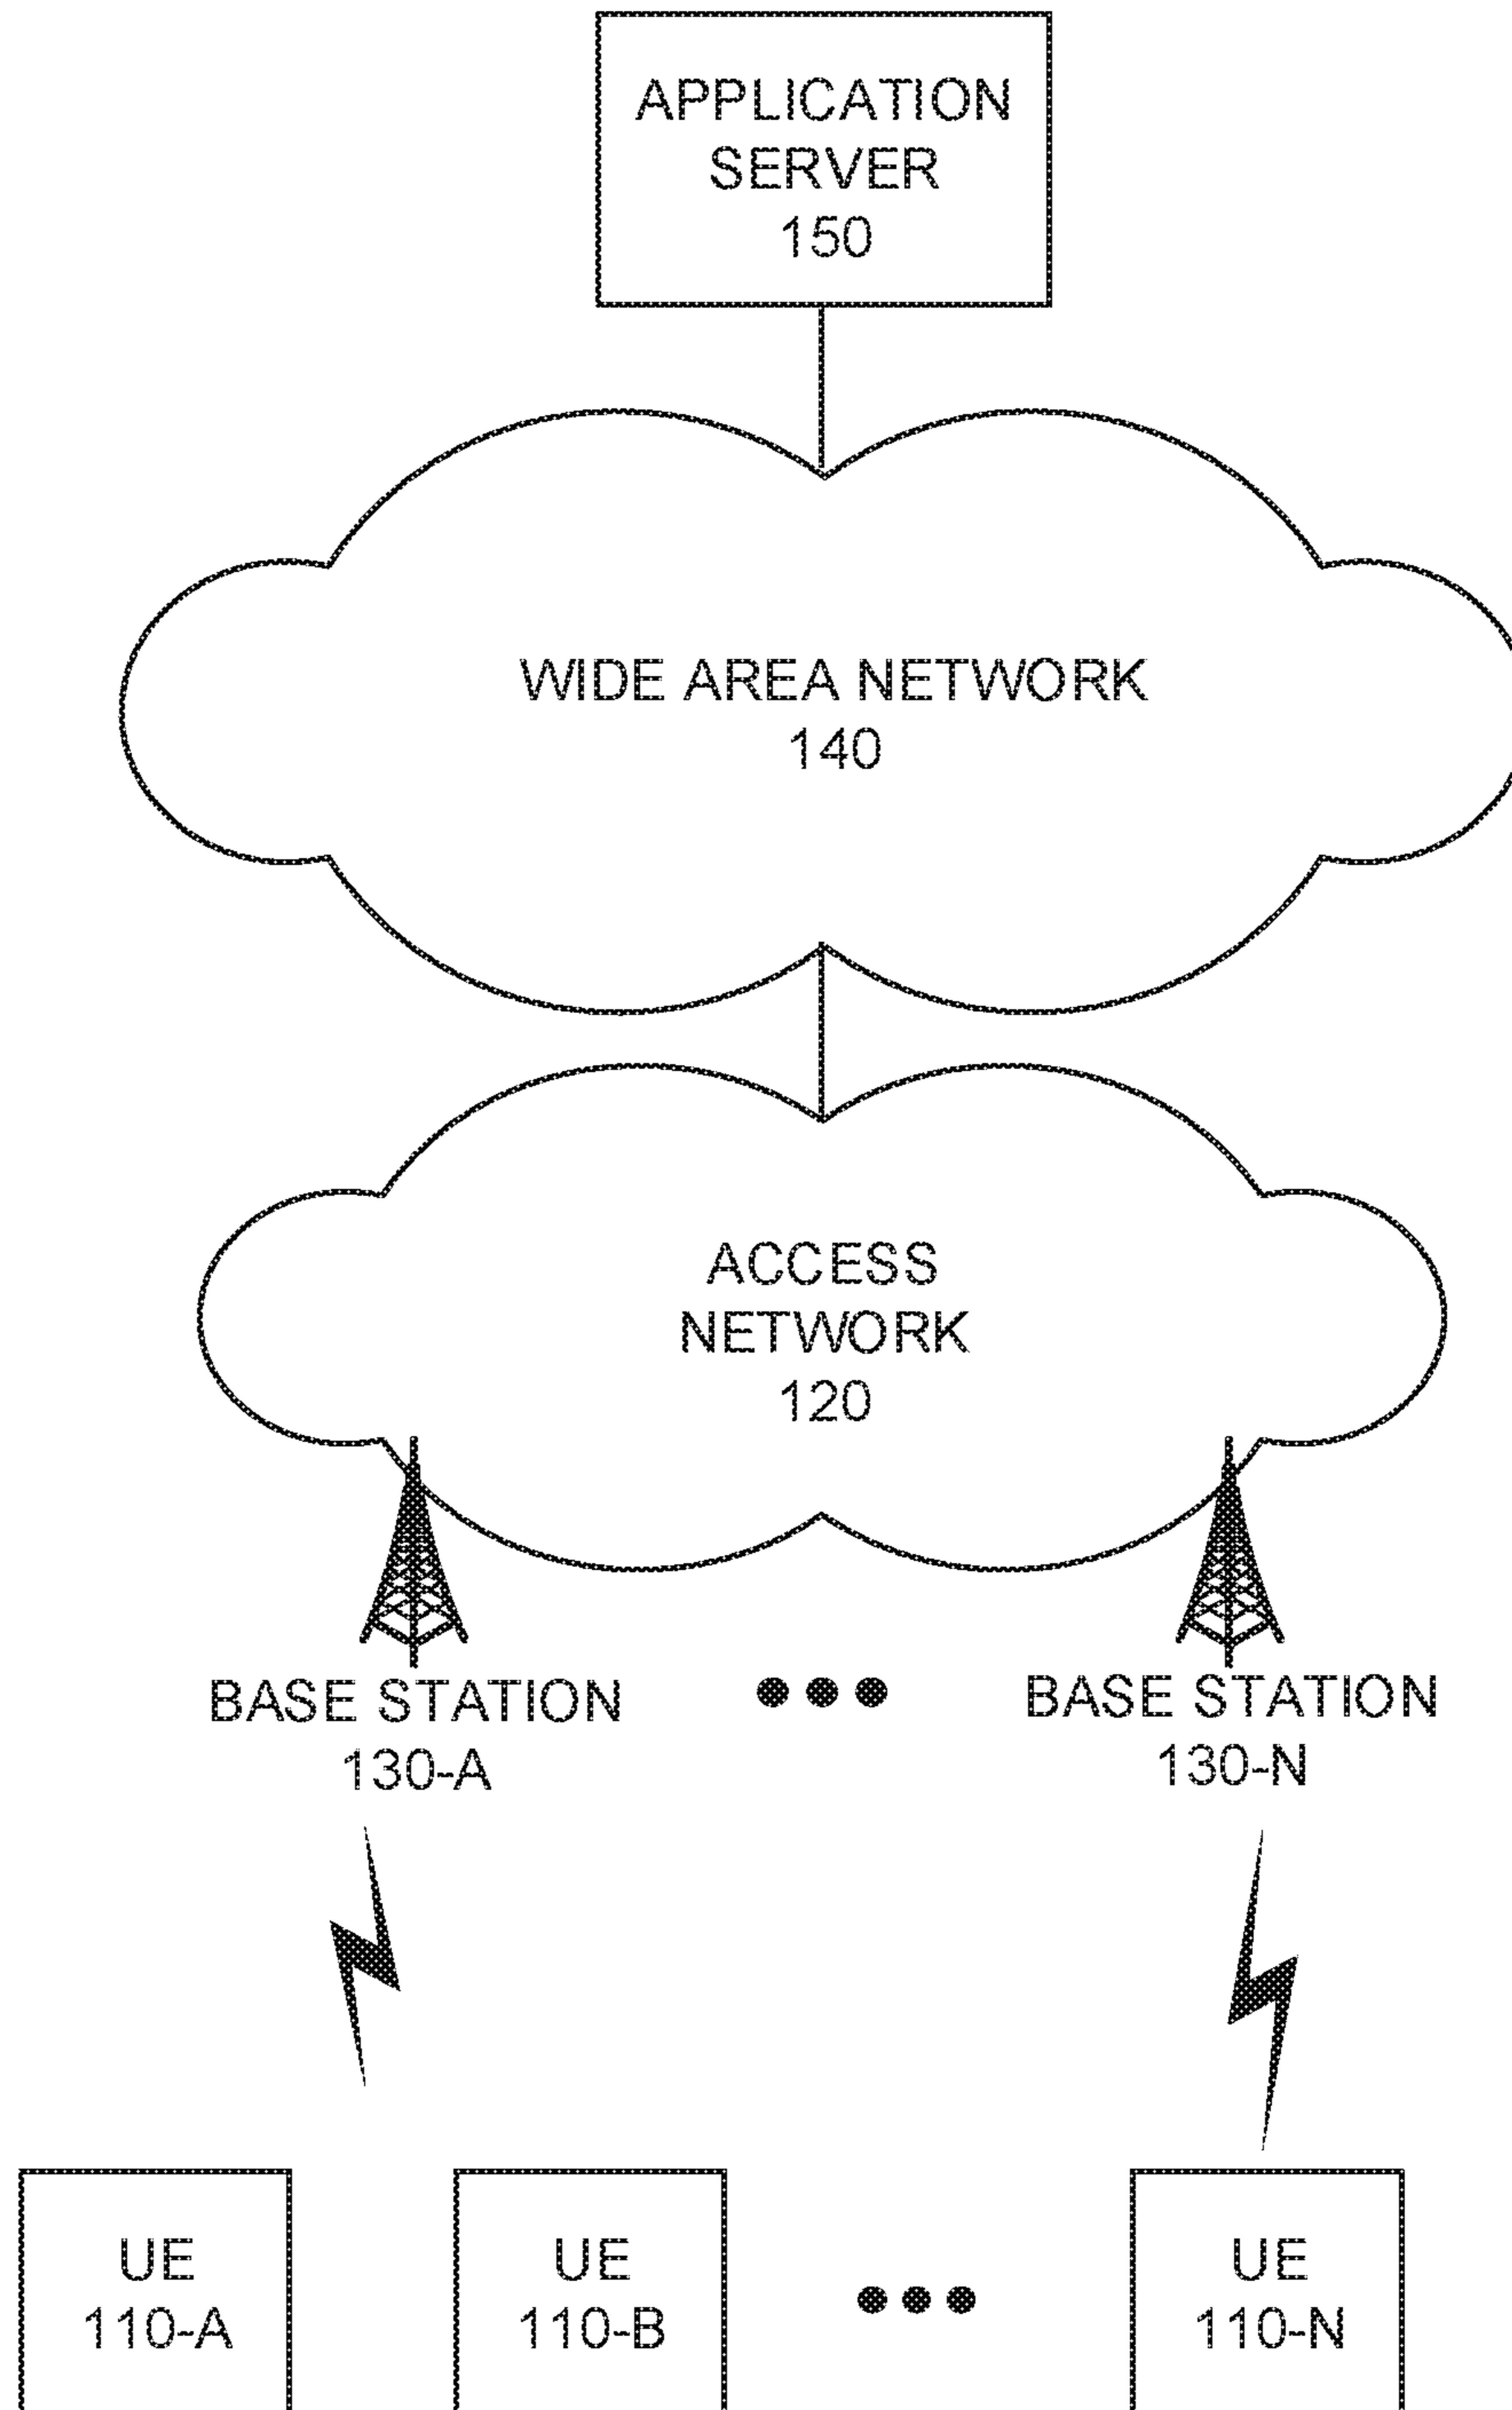 APPLICATION
SERVER
150
WIDE AREA NETWORK
140
ACCESS
NETWORK
120
BASE STATION
130-A
BASE STATION
130-N
UE
110-A
UE
110-B
UE
110-N